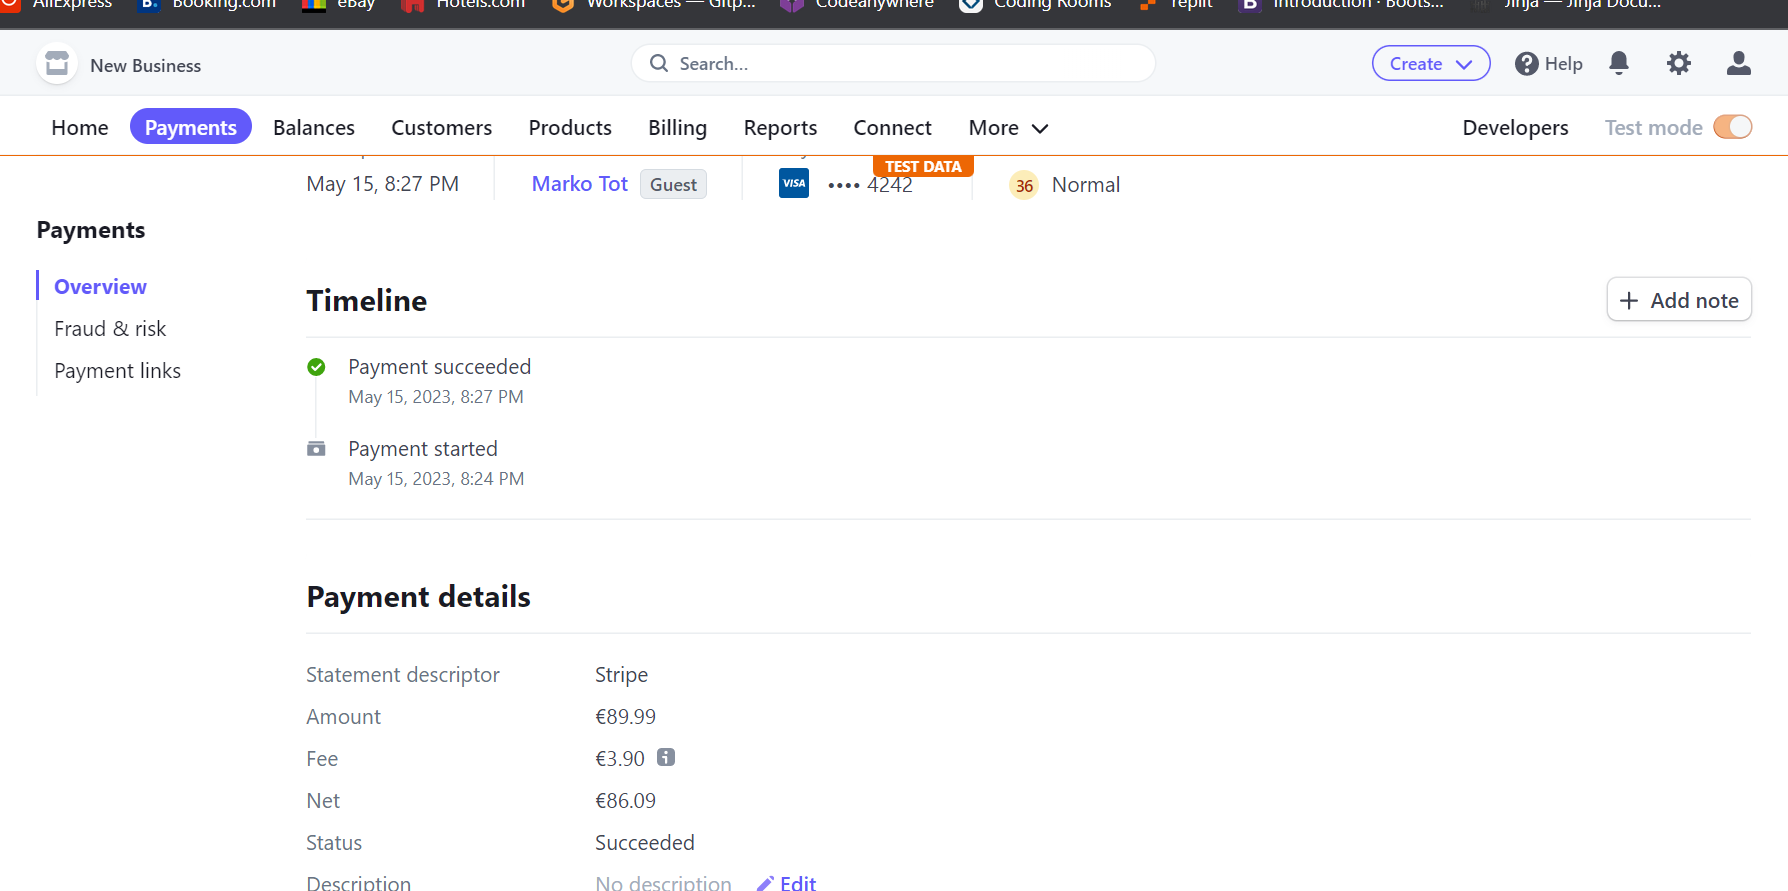 AliExpress B. Booking.com eBay Hotels.com Workspaces — Gitp... Codeanywhere Coding Rooms replit B Introduction · Boots... Jinja — Jinja Docu...
New Business Search... Create Help
Home Payments Balances Customers Products Billing Reports Connect More Developers Test mode
TEST DATA
May 15, 8:27 PM Marko Tot Guest VISA •••• 4242 36 Normal
Payments
Overview
Fraud & risk
Payment links
Timeline + Add note
Payment succeeded
May 15, 2023, 8:27 PM
Payment started
May 15, 2023, 8:24 PM
Payment details
Statement descriptor Stripe
Amount €89.99
Fee €3.90
Net €86.09
Status Succeeded
Description No description Edit